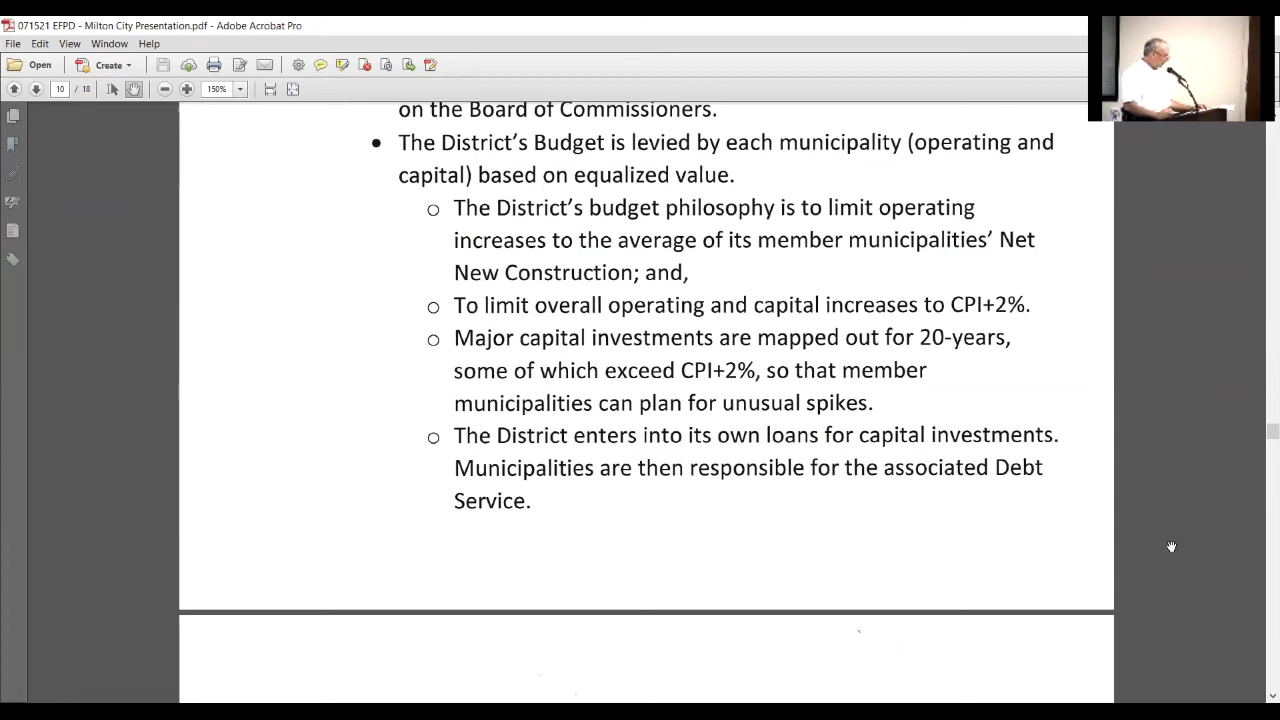 071521 EFPD - Milton City Presentation.pdf - Adobe Acrobat Pro
File Edit View Window Help
Open Create
10 / 18 150%
on the Board of Commissioners.
• The District’s Budget is levied by each municipality (operating and
capital) based on equalized value.
○ The District’s budget philosophy is to limit operating
increases to the average of its member municipalities’ Net
New Construction; and,
○ To limit overall operating and capital increases to CPI+2%.
○ Major capital investments are mapped out for 20-years,
some of which exceed CPI+2%, so that member
municipalities can plan for unusual spikes.
○ The District enters into its own loans for capital investments.
Municipalities are then responsible for the associated Debt
Service.